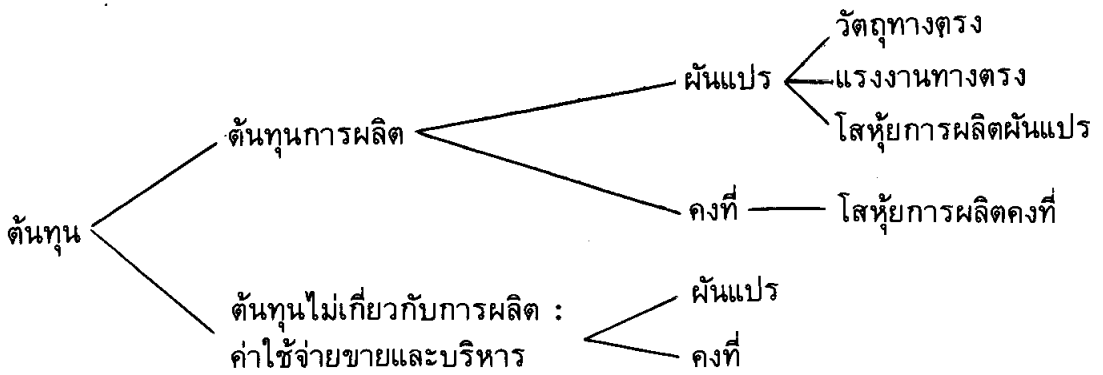 วัตถุทางตรง
ผันแปร
แรงงานทางตรง
โสหุ้ยการผลิตผันแปร
ต้นทุนการผลิต
คงที่
โสหุ้ยการผลิตคงที่
ต้นทุน
ต้นทุนไม่เกี่ยวกับการผลิต :
ค่าใช้จ่ายขายและบริหาร
ผันแปร
คงที่